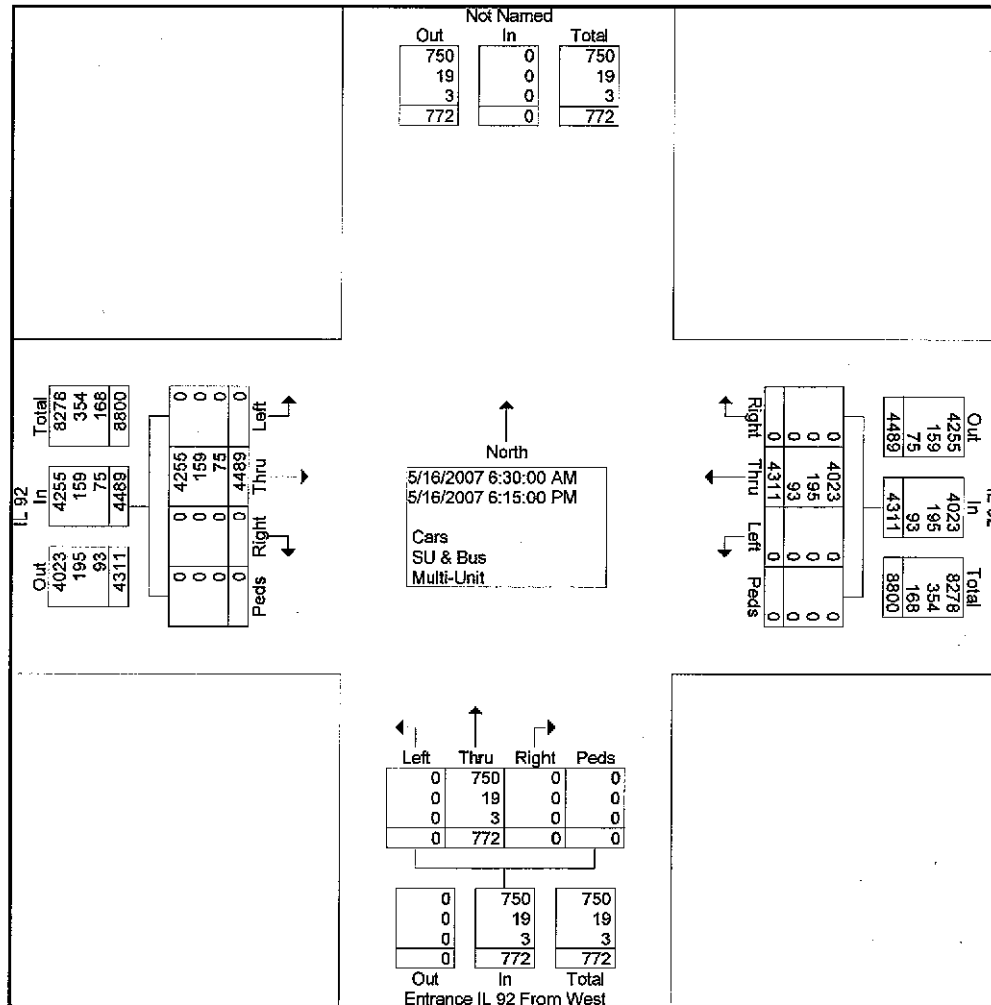 Not Named
Out In Total
750 0 750
19 0 19
3 0 3
772 0 772
IL 92
Total In Out
8278 4255 4023
354 159 195
168 75 93
8800 4489 4311
Left Thru Right Peds
0 4255 0 0
0 159 0 0
0 75 0 0
0 4489 0 0
North
5/16/2007 6:30:00 AM
5/16/2007 6:15:00 PM
Cars
SU & Bus
Multi-Unit
Right Thru Left Peds
0 4023 0 0
0 195 0 0
0 93 0 0
0 4311 0 0
Out In Total
4255 4023 8278
159 195 354
75 93 168
4489 4311 8800
Left Thru Right Peds
0 750 0 0
0 19 0 0
0 3 0 0
0 772 0 0
0 750 750
0 19 19
0 3 3
0 772 772
Out In Total
Entrance IL 92 From West